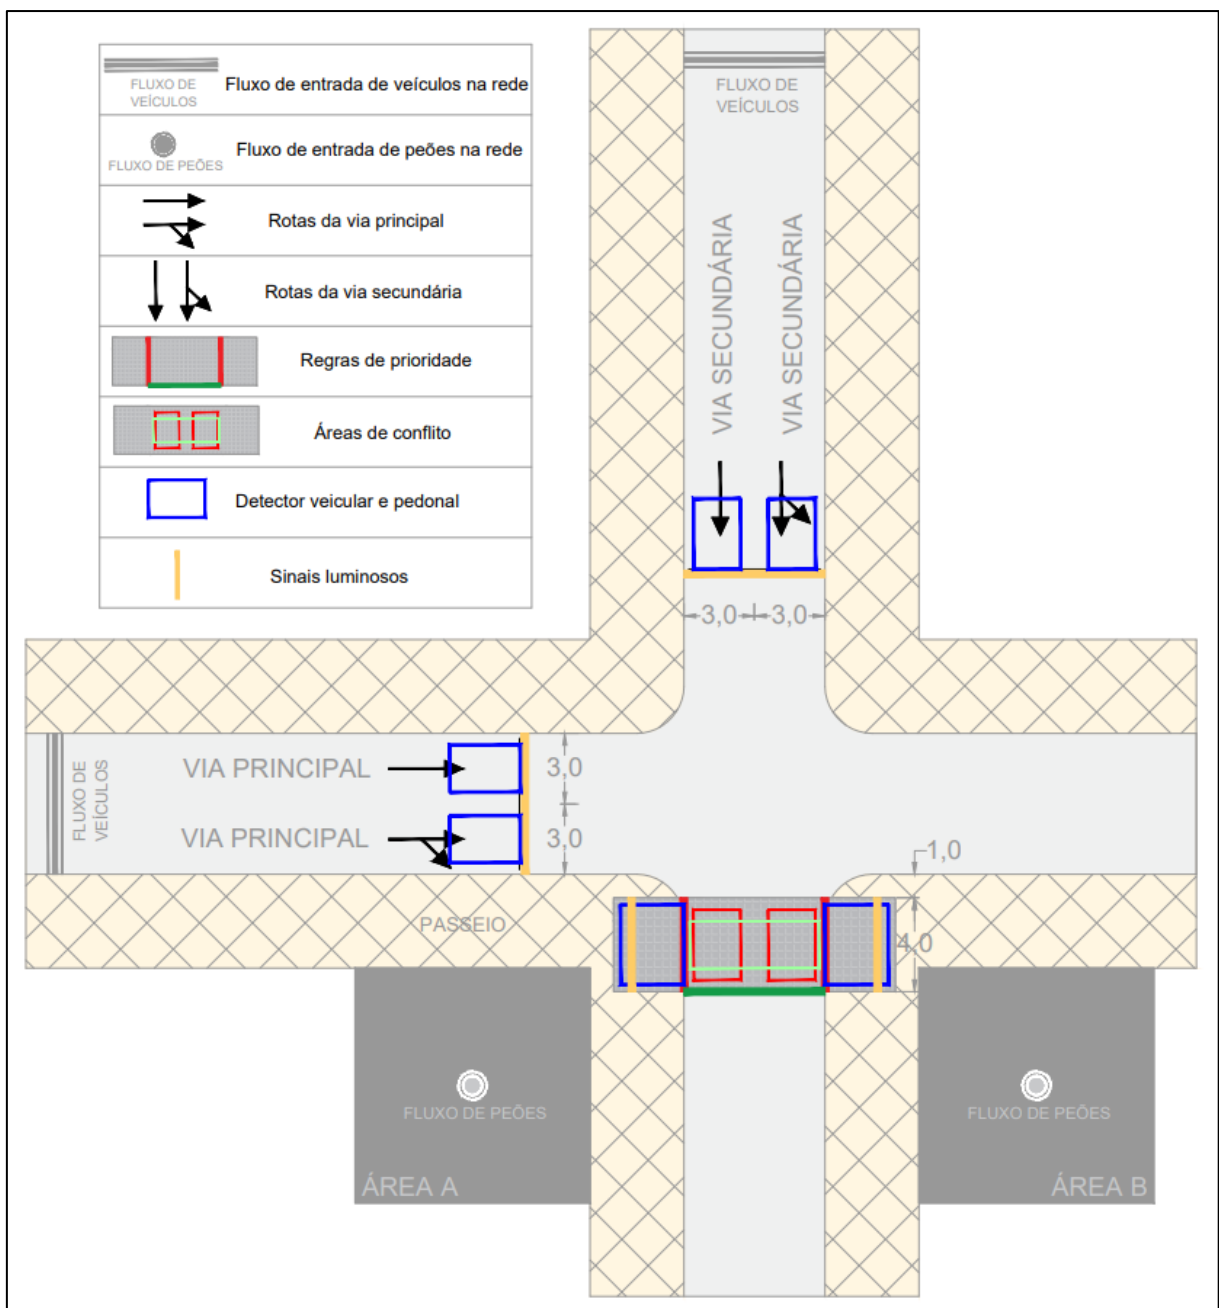 FLUXO DE
VEÍCULOS
Fluxo de entrada de veículos na rede
FLUXO DE PEÕES
Fluxo de entrada de peões na rede
Rotas da via principal
Rotas da via secundária
Regras de prioridade
Áreas de conflito
Detector veicular e pedonal
Sinais luminosos
FLUXO DE
VEÍCULOS
VIA SECUNDÁRIA
VIA SECUNDÁRIA
3,0
3,0
FLUXO DE
VEÍCULOS
VIA PRINCIPAL
VIA PRINCIPAL
3,0
3,0
1,0
PASSEIO
4,0
FLUXO DE PEÕES
ÁREA A
FLUXO DE PEÕES
ÁREA B